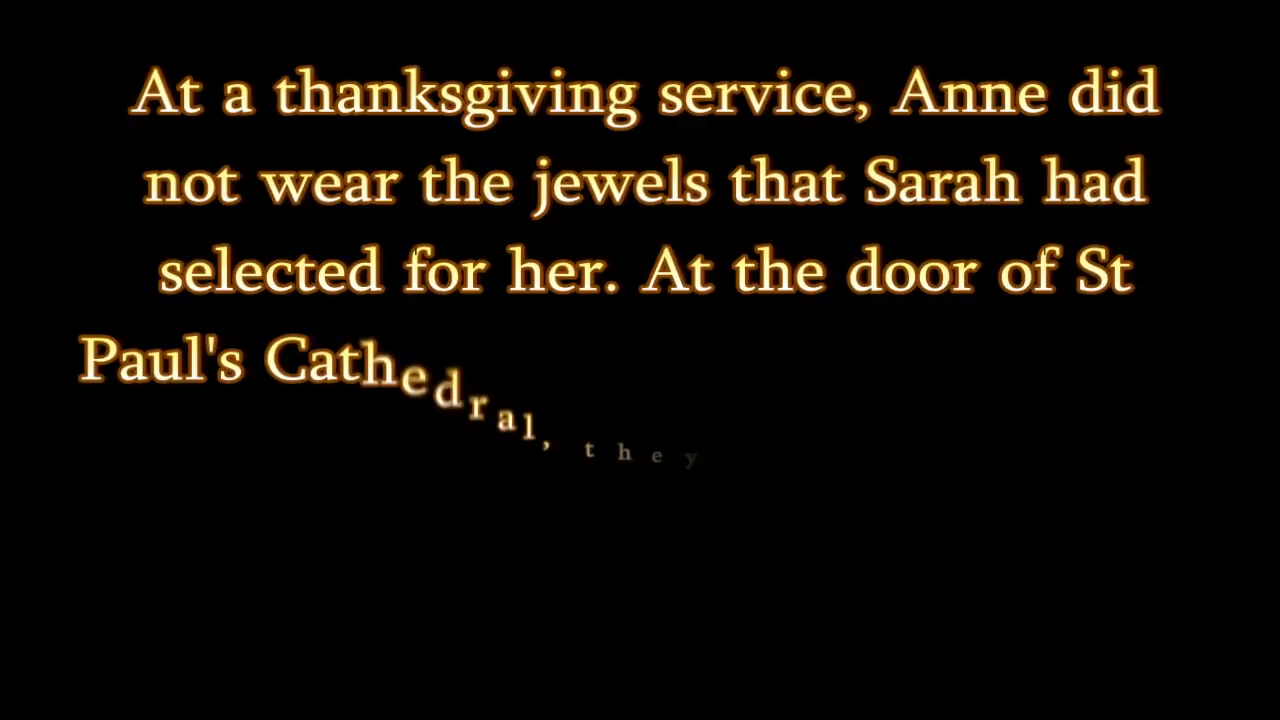 At a thanksgiving service, Anne did
not wear the jewels that Sarah had
selected for her. At the door of St
Paul's Cathedral, they